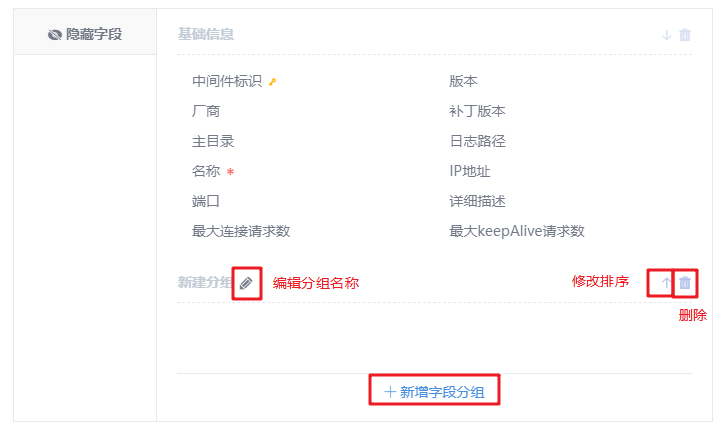 隐藏字段
基础信息
中间件标识 版本
厂商 补丁版本
主目录 日志路径
名称 * IP地址
端口 详细描述
最大连接请求数 最大keepAlive请求数
新建分组 编辑分组名称 修改排序
删除
+ 新增字段分组